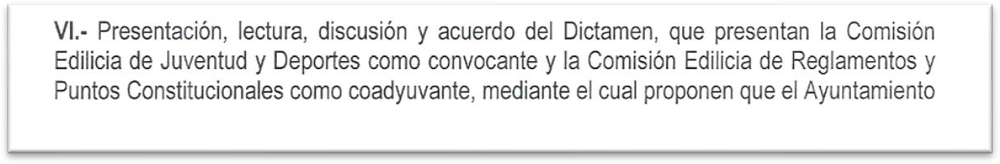 VI.- Presentación, lectura, discusión y acuerdo del Dictamen, que presentan la Comisión
Edilicia de Juventud y Deportes como convocante y la Comisión Edilicia de Reglamentos y
Puntos Constitucionales como coadyuvante, mediante el cual proponen que el Ayuntamiento